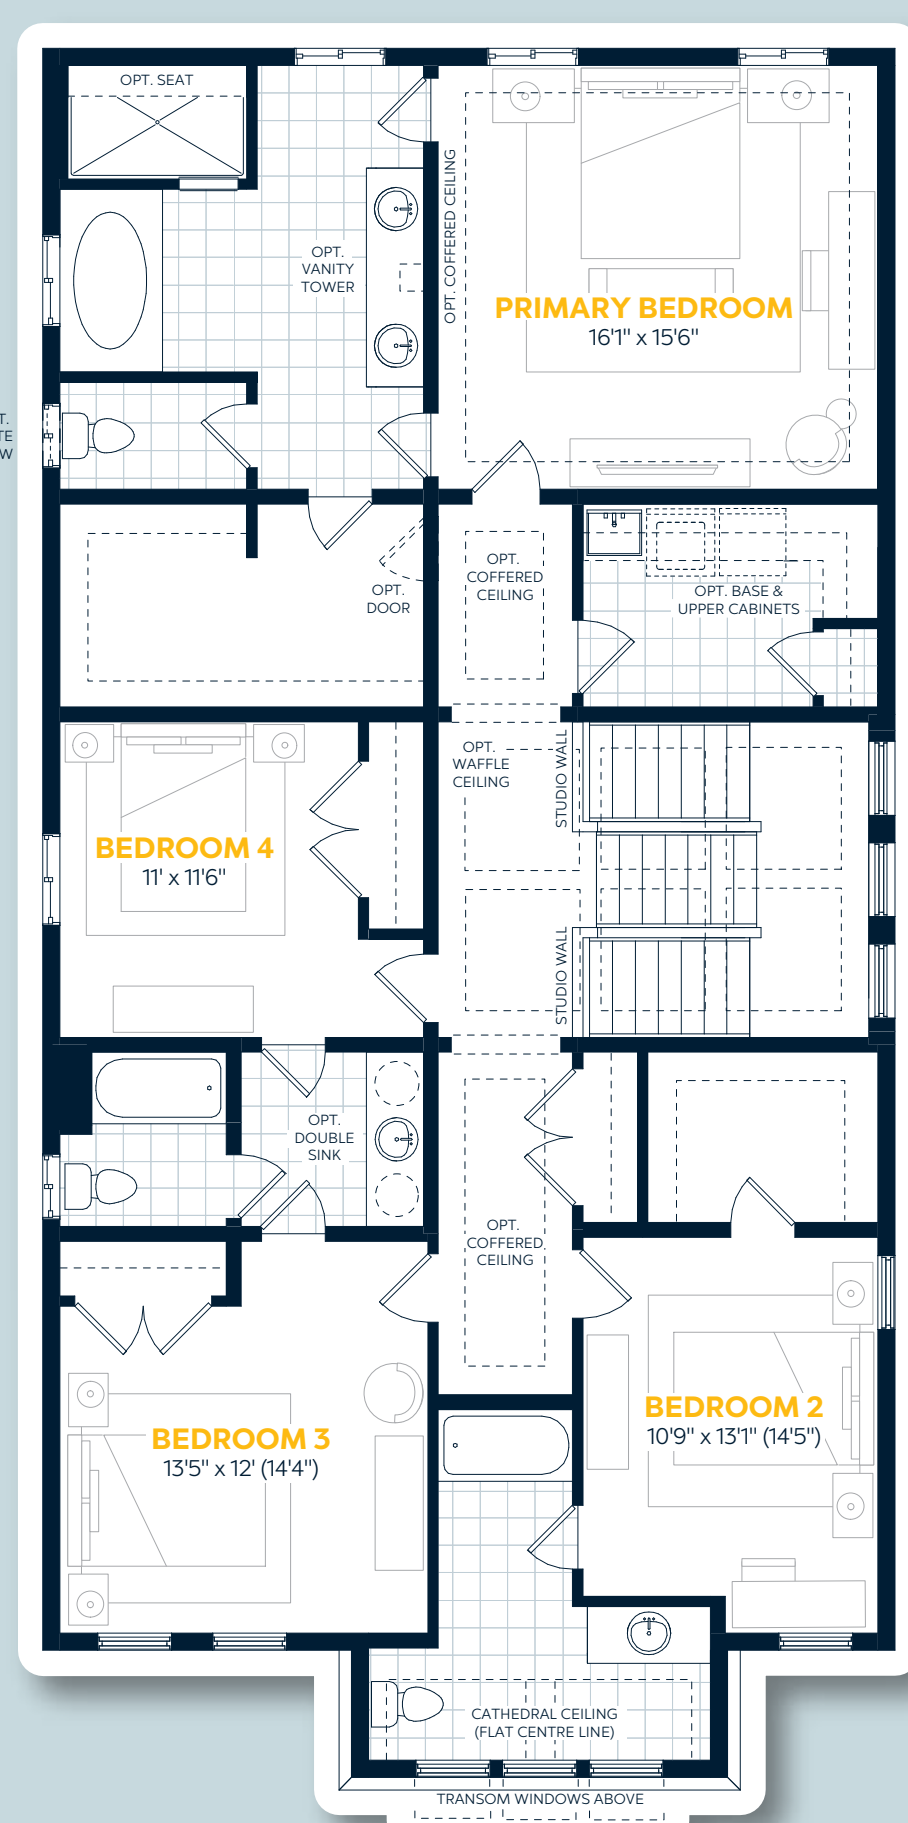 OPT. SEAT
OPT. COFFERED CEILING
OPT.
VANITY
TOWER
PRIMARY BEDROOM
16'1" x 15'6"
T.
TE
W
OPT.
COFFERED
CEILING
OPT.
DOOR
OPT. BASE &
UPPER CABINETS
OPT.
WAFFLE
CEILING
STUDIO WALL
BEDROOM 4
11' x 11'6"
STUDIO WALL
OPT.
DOUBLE
SINK
OPT.
COFFERED
CEILING
BEDROOM 2
10'9" x 13'1" (14'5")
BEDROOM 3
13'5" x 12' (14'4")
CATHEDRAL CEILING
(FLAT CENTRE LINE)
TRANSOM WINDOWS ABOVE